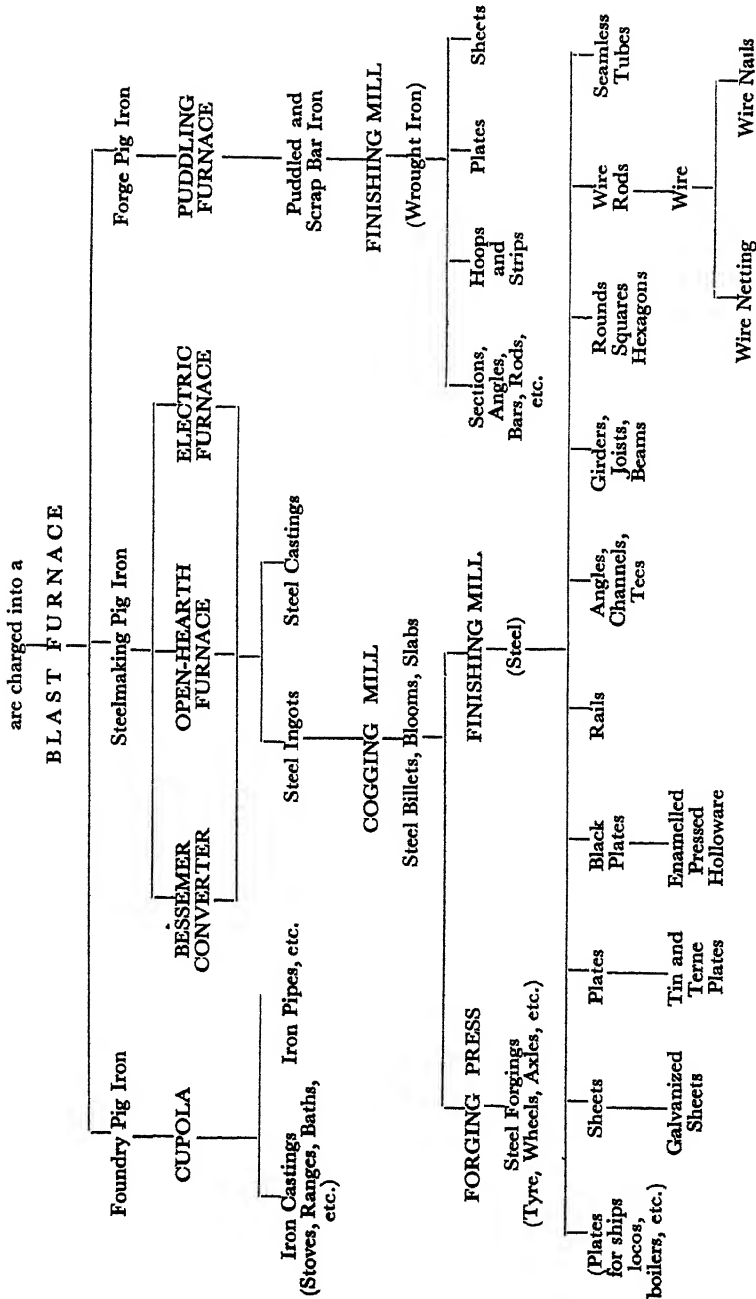 are charged into a
BLAST FURNACE
Foundry Pig Iron
Steelmaking Pig Iron
Forge Pig Iron
CUPOLA
BESSEMER
CONVERTER
OPEN-HEARTH
FURNACE
ELECTRIC
FURNACE
PUDDLING
FURNACE
Iron Castings
(Stoves, Ranges, Baths,
etc.)
Iron Pipes, etc.
Steel Ingots
Steel Castings
Puddled and
Scrap Bar Iron
COGGING MILL
FINISHING MILL
Steel Billets, Blooms, Slabs
(Wrought Iron)
FORGING PRESS
FINISHING MILL
Sections,
Angles,
Bars, Rods,
etc.
Hoops
and
Strips
Plates
Sheets
Steel Forgings
(Tyre, Wheels, Axles, etc.)
(Steel)
(Plates
for ships
locos,
boilers, etc.)
Sheets
Plates
Black
Plates
Rails
Angles,
Channels,
Tees
Girders,
Joists,
Beams
Rounds
Squares
Hexagons
Wire
Rods
Seamless
Tubes
Galvanized
Sheets
Tin and
Terne
Plates
Enamelled
Pressed
Holloware
Wire
Wire Netting
Wire Nails